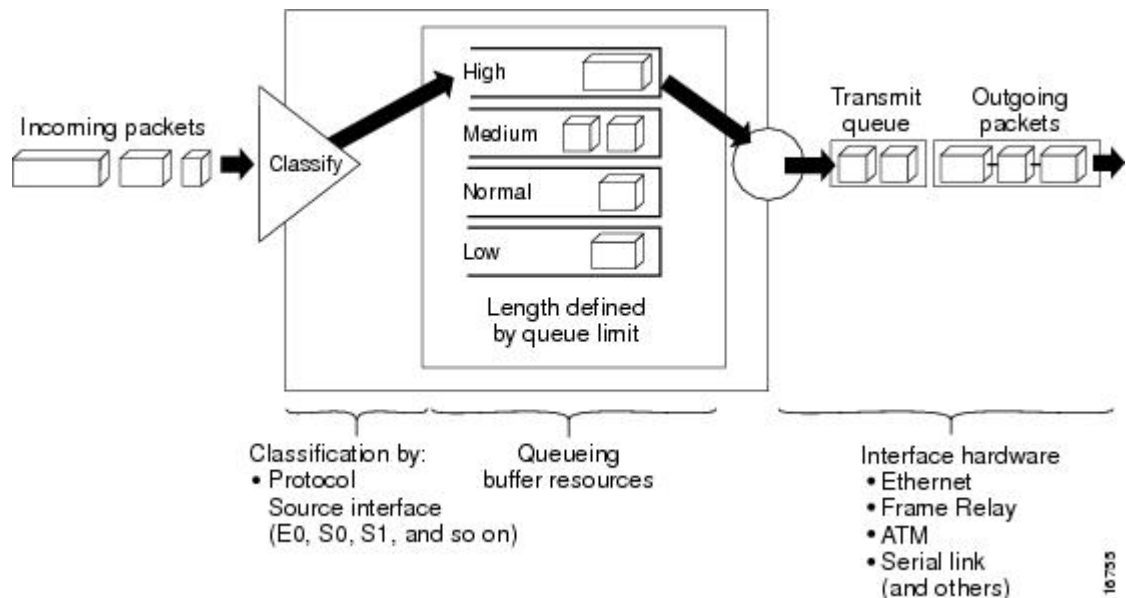 Incoming packets
Classify
High
Medium
Normal
Low
Length defined
by queue limit
Transmit
queue
Outgoing
packets
Classification by:
• Protocol
Source interface
(E0, S0, S1, and so on)
Queueing
buffer resources
Interface hardware
• Ethernet
• Frame Relay
• ATM
• Serial link
(and others)
16755